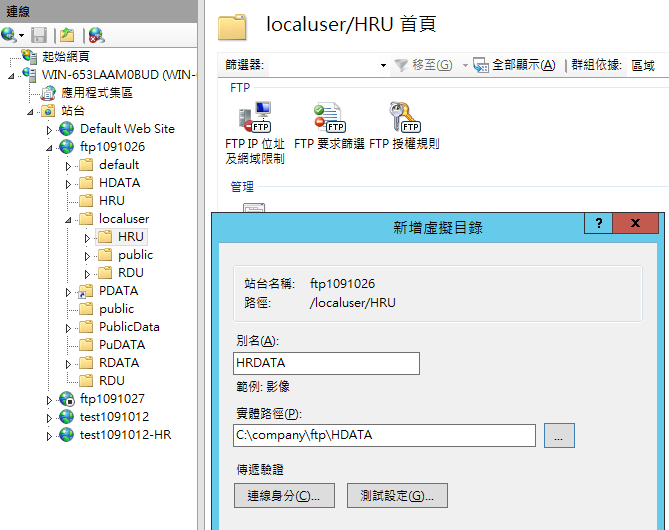 連線
起始網頁
WIN-653LAAM0BUD (WIN-
應用程式集區
站台
Default Web Site
ftp1091026
default
HDATA
HRU
localuser
HRU
public
RDU
PDATA
public
PublicData
PuDATA
RDATA
RDU
ftp1091027
test1091012
test1091012-HR
localuser/HRU 首頁
篩選器: 移至(G) 全部顯示(A) 群組依據: 區域
FTP
FTP IP 位址及網域限制
FTP 要求篩選
FTP 授權規則
管理
新增虛擬目錄
? x
站台名稱: ftp1091026
路徑: /localuser/HRU
別名(A):
HRDATA
範例: 影像
實體路徑(P):
C:\company\ftp\HDATA
...
傳遞驗證
連線身分(C)... 測試設定(G)...